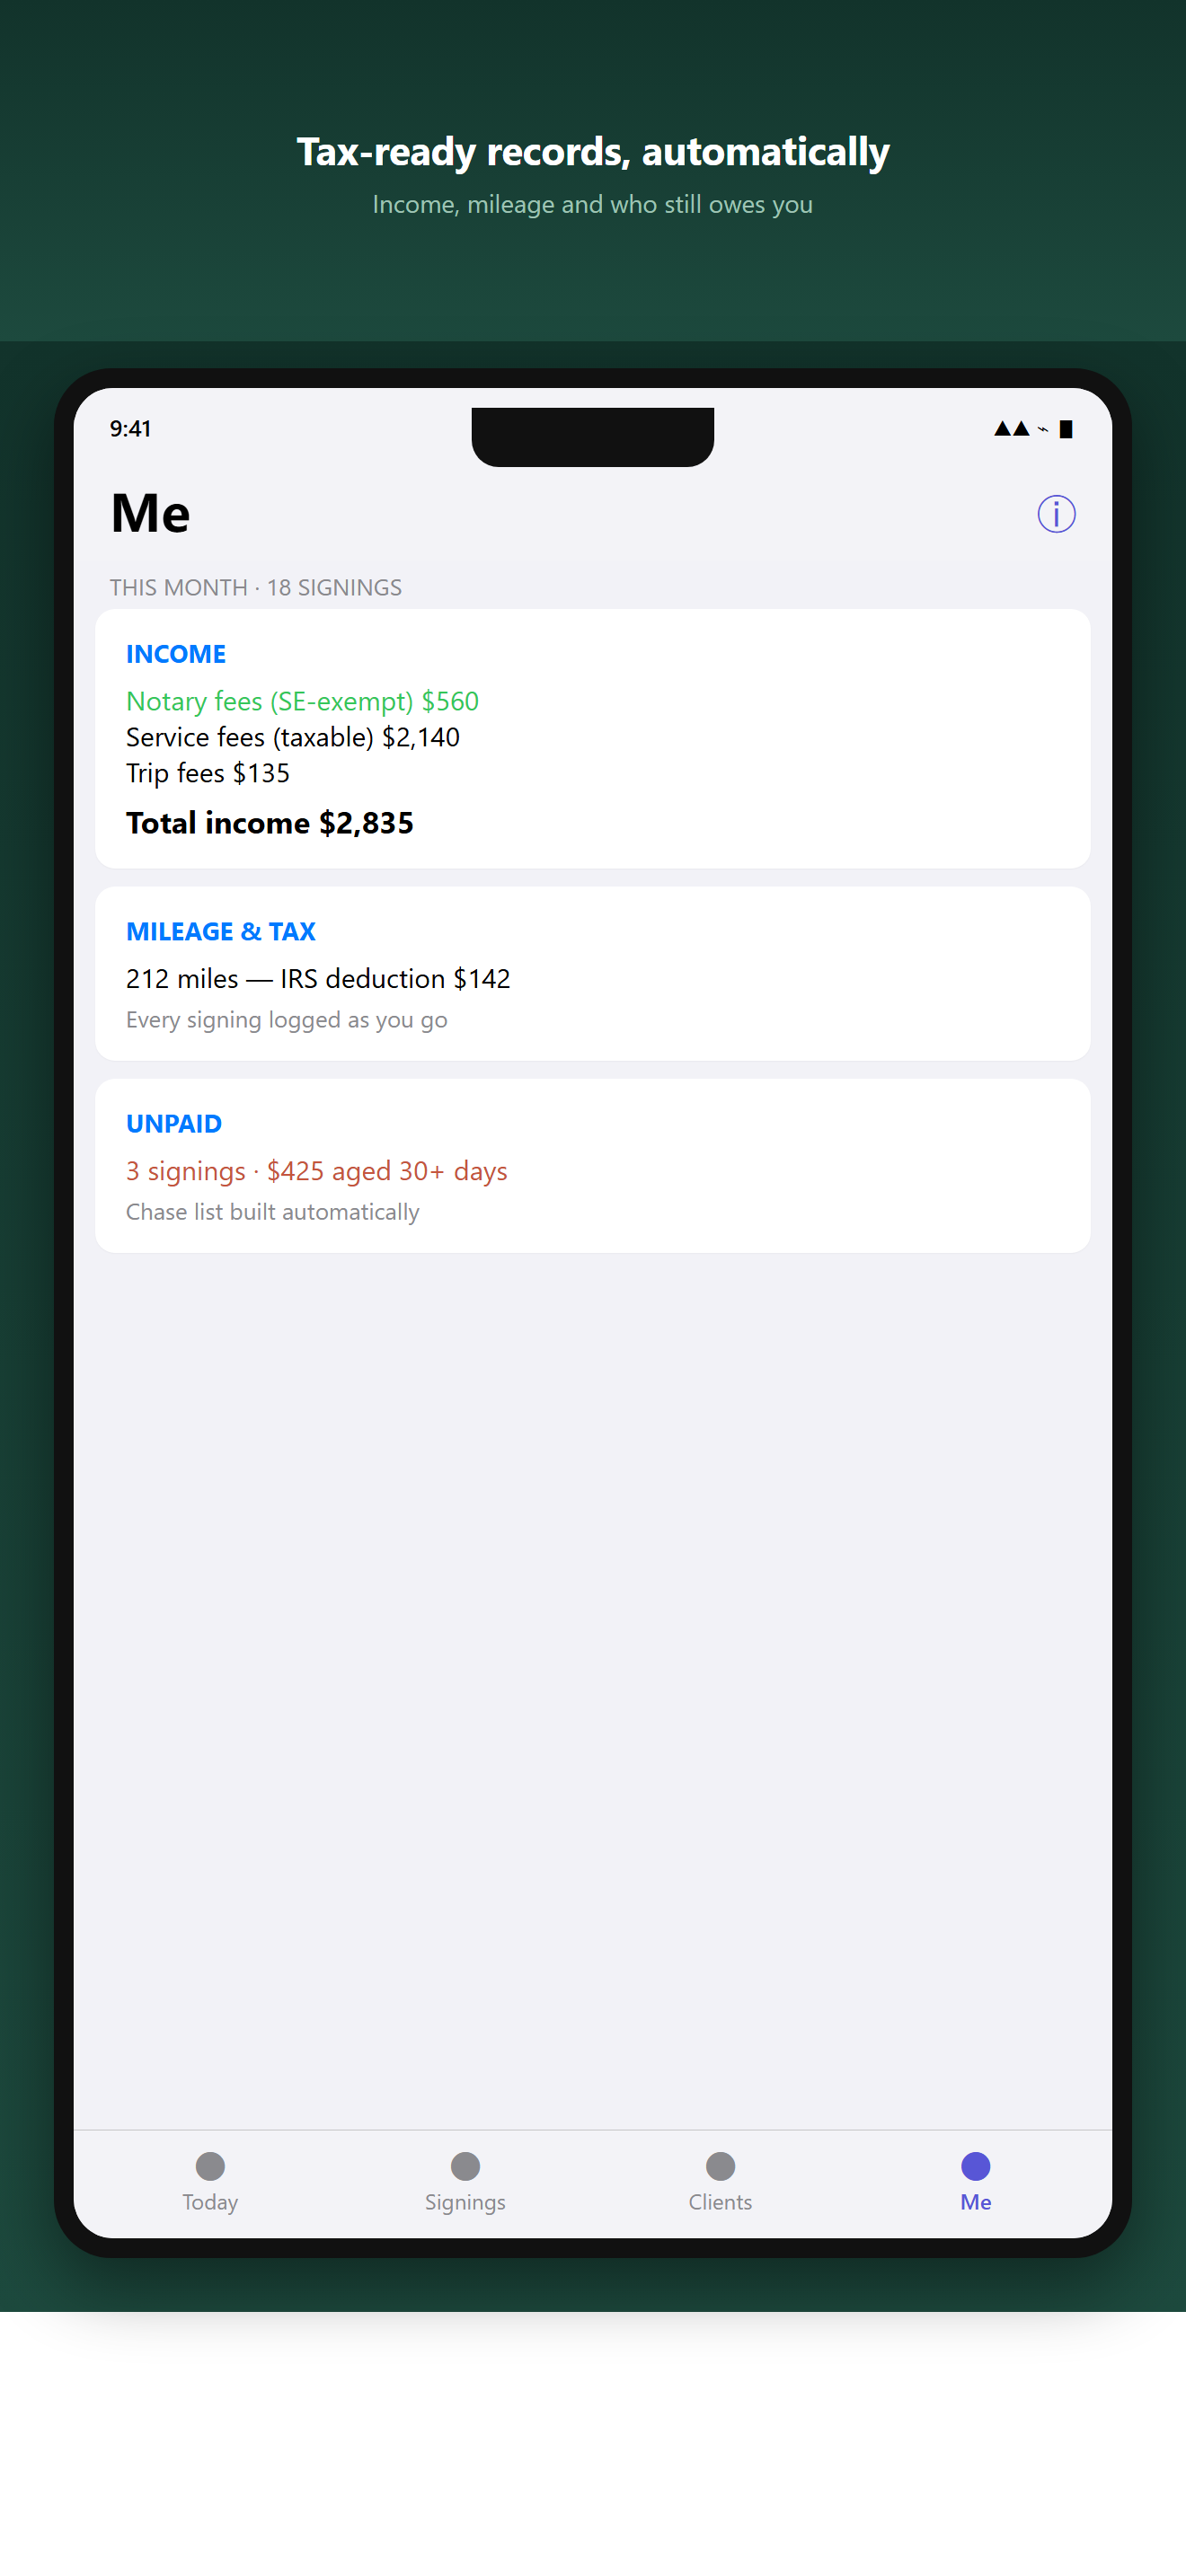 Tax-ready records, automatically
Income, mileage and who still owes you
9:41
Me
THIS MONTH · 18 SIGNINGS
INCOME
Notary fees (SE-exempt) $560
Service fees (taxable) $2,140
Trip fees $135
Total income $2,835
MILEAGE & TAX
212 miles — IRS deduction $142
Every signing logged as you go
UNPAID
3 signings · $425 aged 30+ days
Chase list built automatically
Today
Signings
Clients
Me